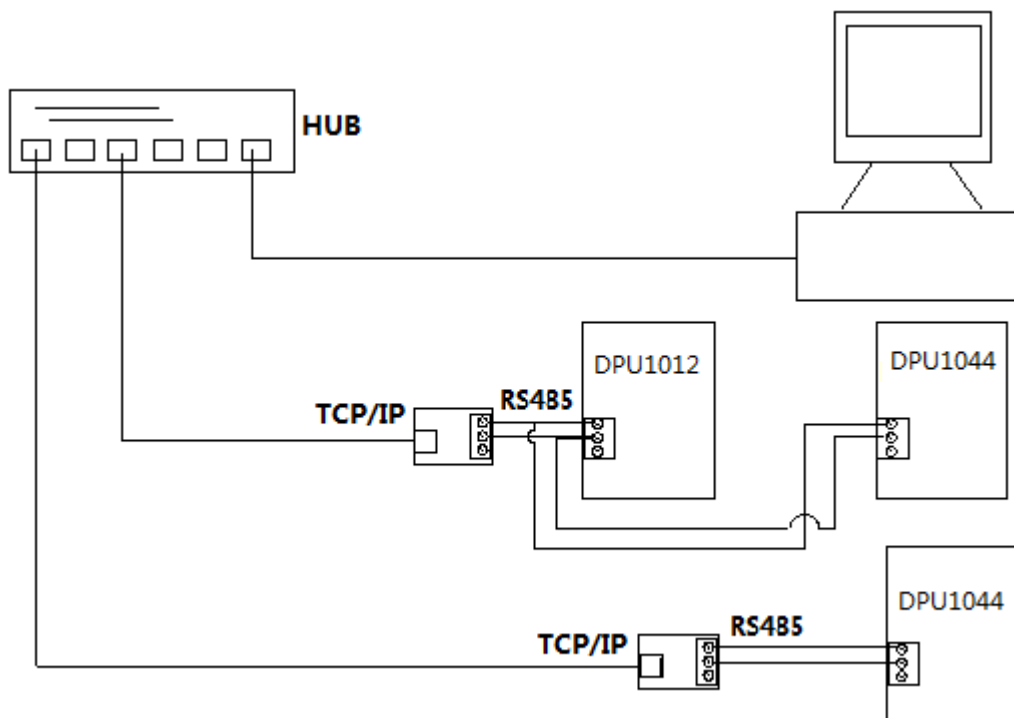 HUB
DPU1012
DPU1044
TCP/IP
RS485
DPU1044
TCP/IP
RS485